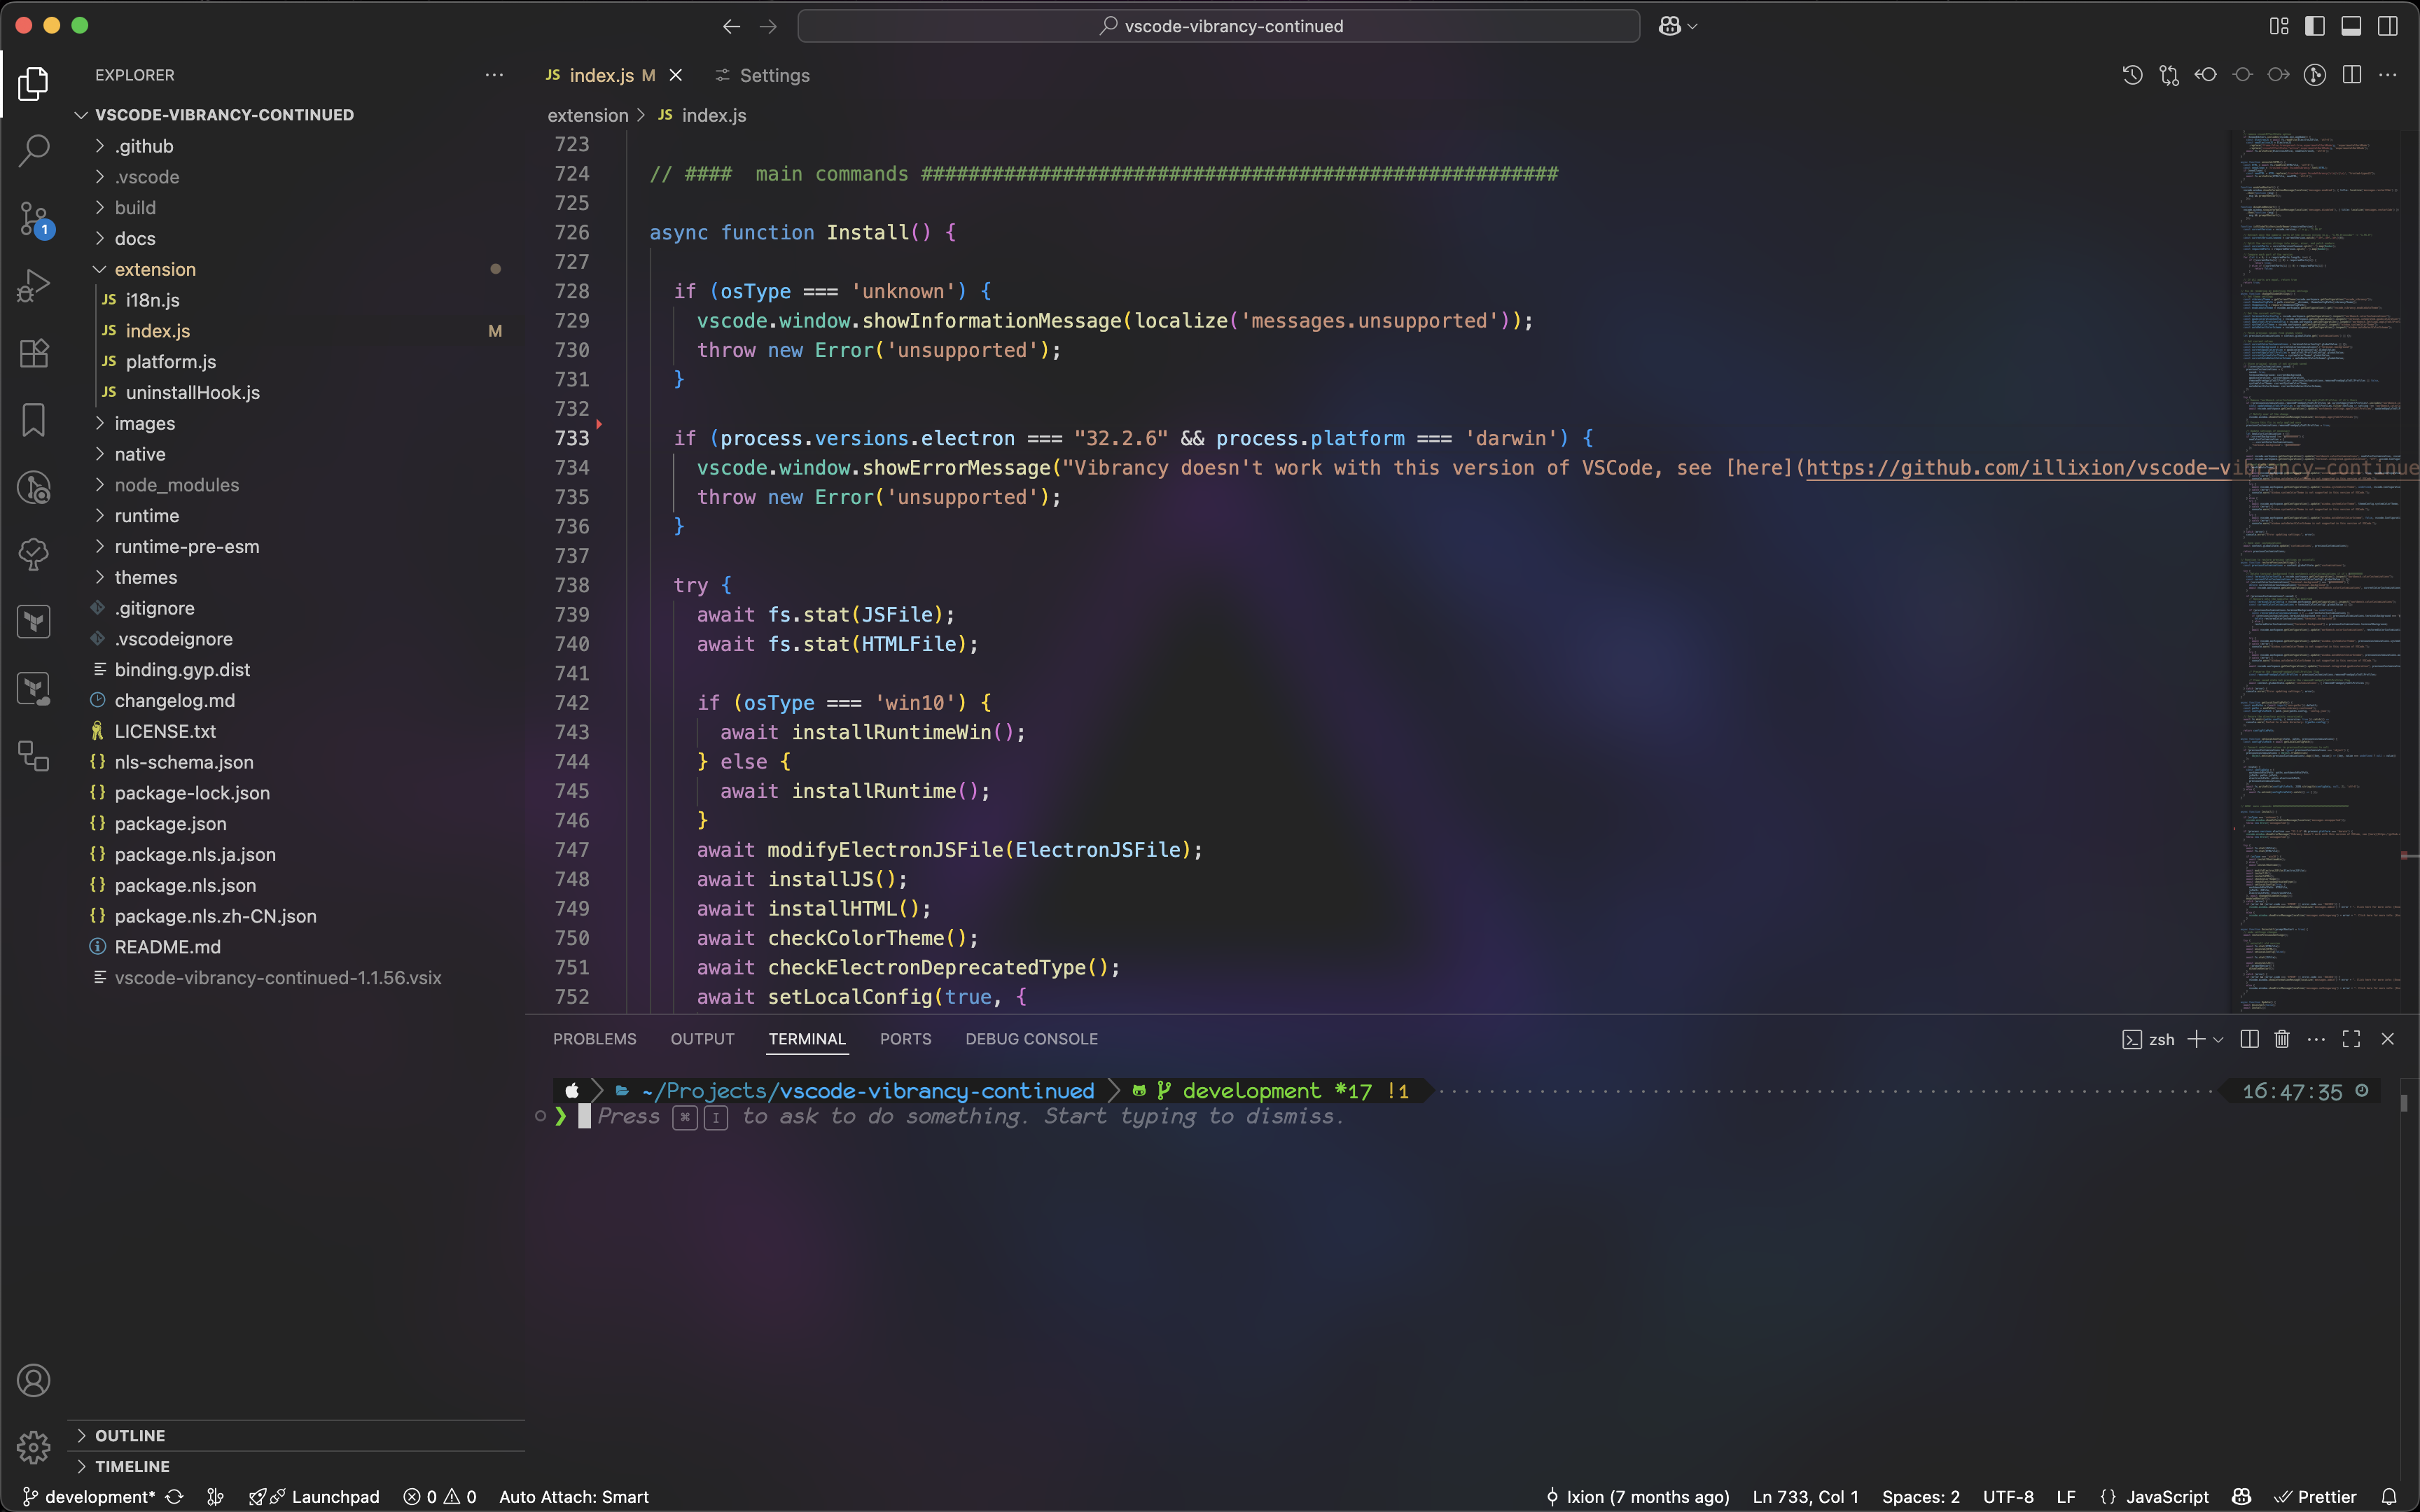 vscode-vibrancy-continued
EXPLORER
VSCODE-VIBRANCY-CONTINUED
.github
.vscode
build
docs
extension
JS i18n.js
JS index.js M
JS platform.js
JS uninstallHook.js
images
native
node_modules
runtime
runtime-pre-esm
themes
.gitignore
.vscodeignore
binding.gyp.dist
changelog.md
LICENSE.txt
{} nls-schema.json
{} package-lock.json
{} package.json
{} package.nls.ja.json
{} package.nls.json
{} package.nls.zh-CN.json
README.md
vscode-vibrancy-continued-1.1.56.vsix
OUTLINE
TIMELINE
1
JS index.js M
Settings
extension > JS index.js
723
724 // #### main commands ######################################################
725
726 async function Install() {
727
728 if (osType === 'unknown') {
729 vscode.window.showInformationMessage(localize('messages.unsupported'));
730 throw new Error('unsupported');
731 }
732
733 if (process.versions.electron === "32.2.6" && process.platform === 'darwin') {
734 vscode.window.showErrorMessage("Vibrancy doesn't work with this version of VSCode, see [here](https://github.com/illixion/vscode-vibrancy-continue
735 throw new Error('unsupported');
736 }
737
738 try {
739 await fs.stat(JSFile);
740 await fs.stat(HTMLFile);
741
742 if (osType === 'win10') {
743 await installRuntimeWin();
744 } else {
745 await installRuntime();
746 }
747 await modifyElectronJSFile(ElectronJSFile);
748 await installJS();
749 await installHTML();
750 await checkColorTheme();
751 await checkElectronDeprecatedType();
752 await setLocalConfig(true, {
PROBLEMS OUTPUT TERMINAL PORTS DEBUG CONSOLE
zsh
~/Projects/vscode-vibrancy-continued > development *17 !1 16:47:35
❯ Press ⌘ I to ask to do something. Start typing to dismiss.
development* Launchpad 0 0 Auto Attach: Smart
Ixion (7 months ago) Ln 733, Col 1 Spaces: 2 UTF-8 LF {} JavaScript Prettier